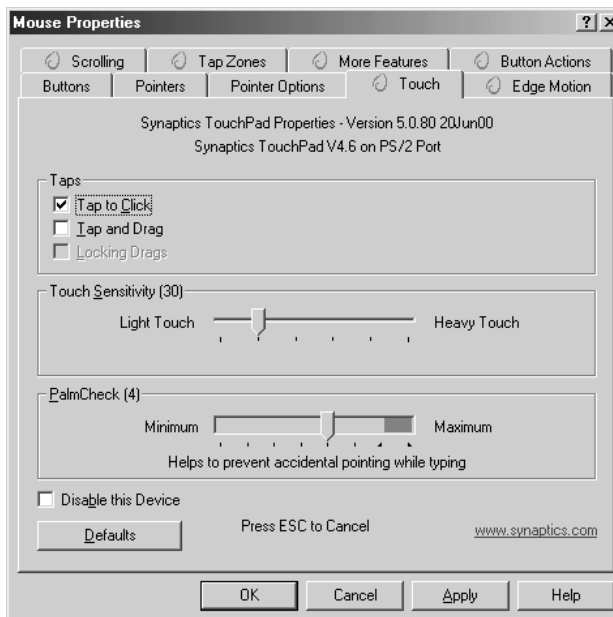 Mouse Properties
Scrolling Tap Zones More Features Button Actions
Buttons Pointers Pointer Options Touch Edge Motion
Synaptics TouchPad Properties - Version 5.0.80 20Jun00
Synaptics TouchPad V4.6 on PS/2 Port
Taps
Tap to Click
Tap and Drag
Locking Drags
Touch Sensitivity (30)
Light Touch Heavy Touch
PalmCheck (4)
Minimum Maximum
Helps to prevent accidental pointing while typing
Disable this Device
Defaults Press ESC to Cancel www.synaptics.com
OK Cancel Apply Help